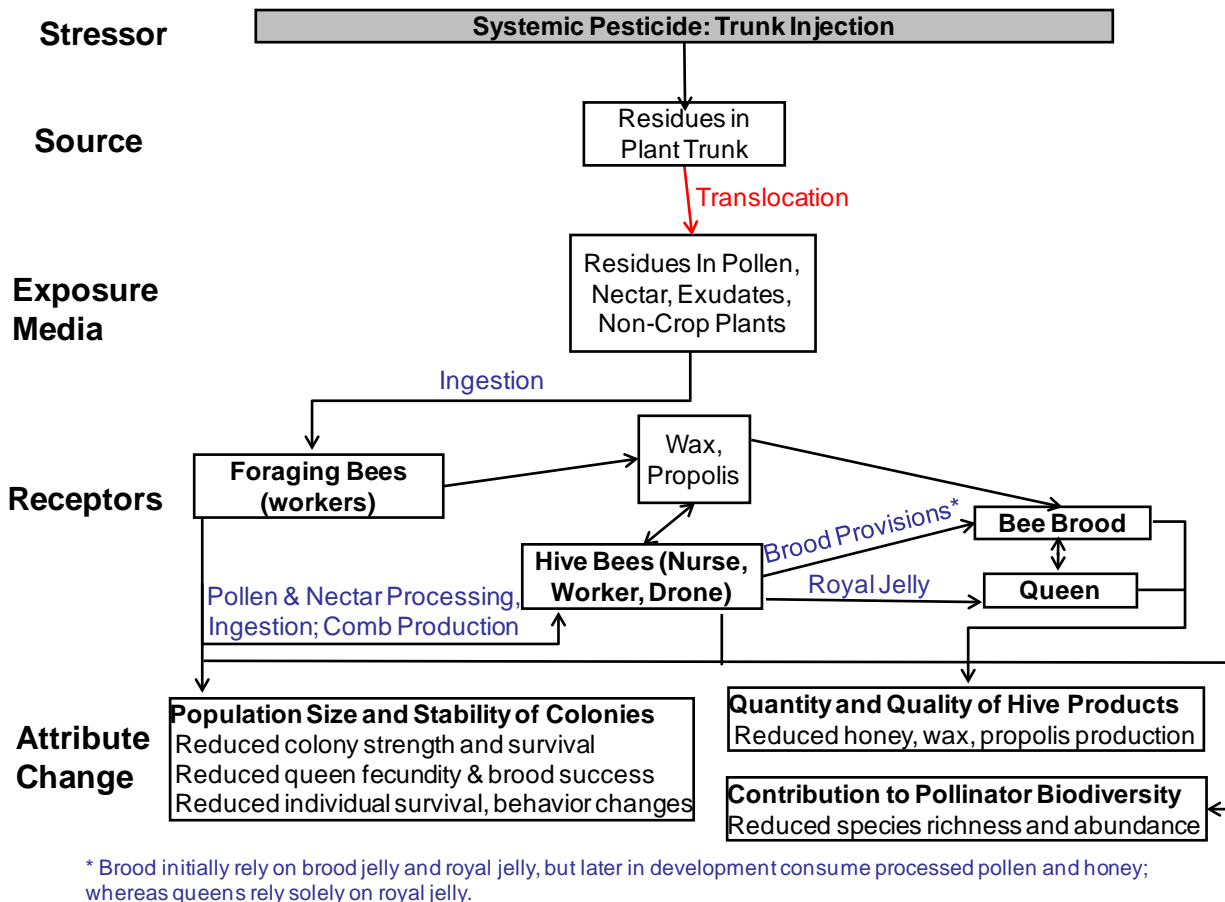 Stressor
Systemic Pesticide: Trunk Injection
Source
Residues in
Plant Trunk
Translocation
Exposure
Media
Residues In Pollen,
Nectar, Exudates,
Non-Crop Plants
Ingestion
Receptors
Foraging Bees
(workers)
Wax,
Propolis
Brood Provisions*
Bee Brood
Hive Bees (Nurse,
Worker, Drone)
Royal Jelly
Queen
Pollen & Nectar Processing,
Ingestion; Comb Production
Attribute
Change
Population Size and Stability of Colonies
Reduced colony strength and survival
Reduced queen fecundity & brood success
Reduced individual survival, behavior changes
Quantity and Quality of Hive Products
Reduced honey, wax, propolis production
Contribution to Pollinator Biodiversity
Reduced species richness and abundance
* Brood initially rely on brood jelly and royal jelly, but later in development consume processed pollen and honey;
whereas queens rely solely on royal jelly.